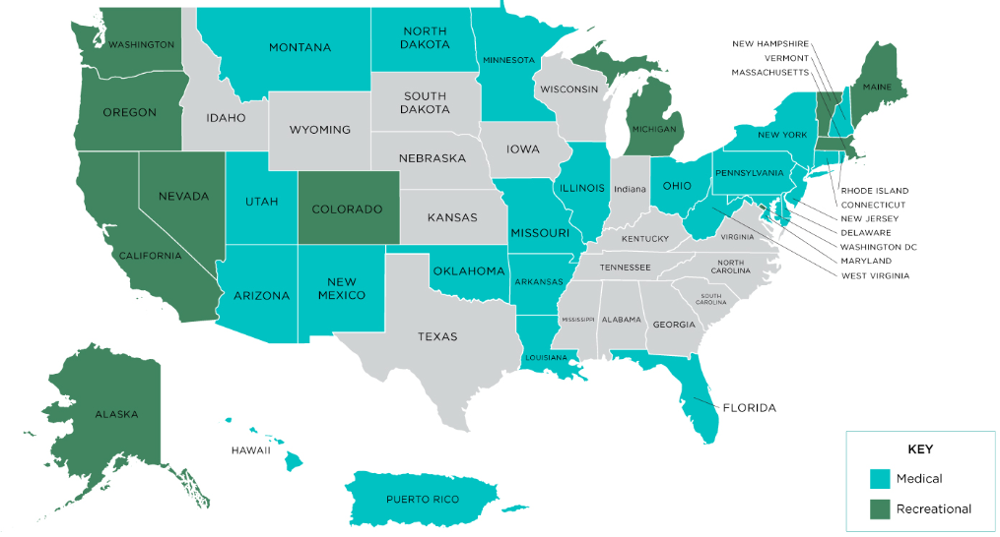 WASHINGTON
MONTANA
NORTH
DAKOTA
MINNESOTA
NEW HAMPSHIRE
VERMONT
MASSACHUSETTS
MAINE
OREGON
IDAHO
SOUTH
DAKOTA
WISCONSIN
WYOMING
MICHIGAN
NEW YORK
NEBRASKA
IOWA
PENNSYLVANIA
NEVADA
UTAH
COLORADO
ILLINOIS
Indiana
OHIO
RHODE ISLAND
CONNECTICUT
NEW JERSEY
DELAWARE
WASHINGTON DC
MARYLAND
WEST VIRGINIA
KANSAS
MISSOURI
KENTUCKY
VIRGINIA
CALIFORNIA
ARIZONA
NEW
MEXICO
OKLAHOMA
ARKANSAS
TENNESSEE
NORTH
CAROLINA
SOUTH
CAROLINA
TEXAS
MISSISSIPPI
ALABAMA
GEORGIA
LOUISIANA
FLORIDA
ALASKA
HAWAII
PUERTO RICO
KEY
Medical
Recreational